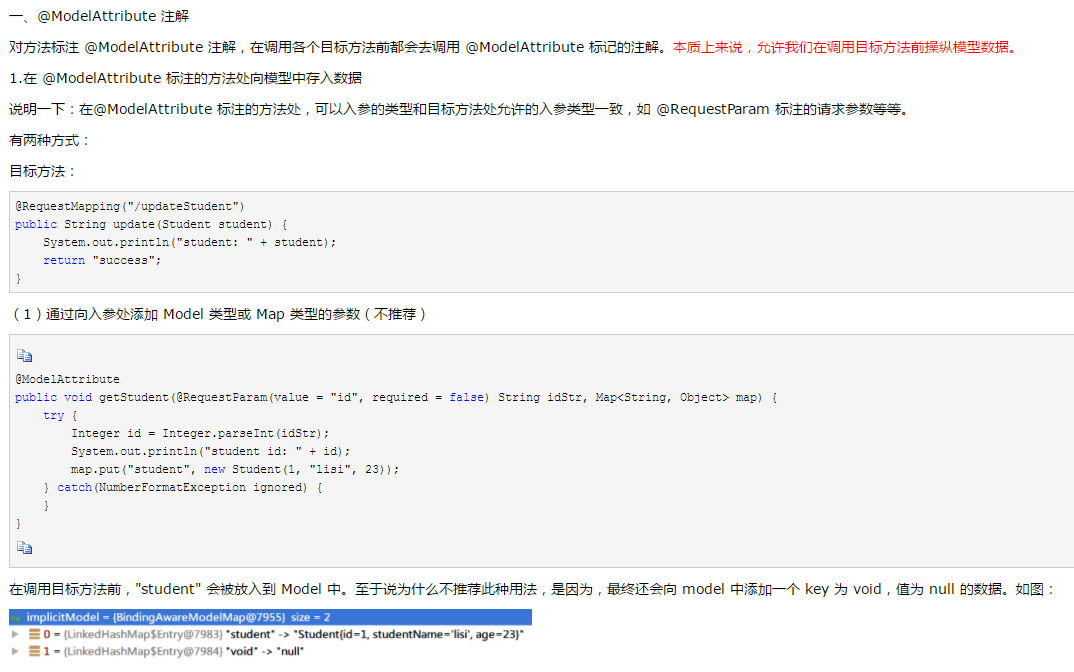 一、@ModelAttribute 注解
对方法标注 @ModelAttribute 注解，在调用各个目标方法前都会去调用 @ModelAttribute 标记的注解。本质上来说，允许我们在调用目标方法前操纵模型数据。
1.在 @ModelAttribute 标注的方法处向模型中存入数据
说明一下：在@ModelAttribute 标注的方法处，可以入参的类型和目标方法处允许的入参类型一致，如 @RequestParam 标注的请求参数等等。
有两种方式：
目标方法：
@RequestMapping("/updateStudent")
public String update(Student student) {
    System.out.println("student: " + student);
    return "success";
}
（1）通过向入参处添加 Model 类型或 Map 类型的参数（不推荐）
@ModelAttribute
public void getStudent(@RequestParam(value = "id", required = false) String idStr, Map<String, Object> map) {
    try {
        Integer id = Integer.parseInt(idStr);
        System.out.println("student id: " + id);
        map.put("student", new Student(1, "lisi", 23));
    } catch(NumberFormatException ignored) {
    }
}
在调用目标方法前，"student" 会被放入到 Model 中。至于说为什么不推荐此种用法，是因为，最终还会向 model 中添加一个 key 为 void，值为 null 的数据。如图：
implicitModel = {BindingAwareModelMap@7955} size = 2
0 = {LinkedHashMap$Entry@7983} "student" -> "Student{id=1, studentName='lisi', age=23}"
1 = {LinkedHashMap$Entry@7984} "void" -> "null"